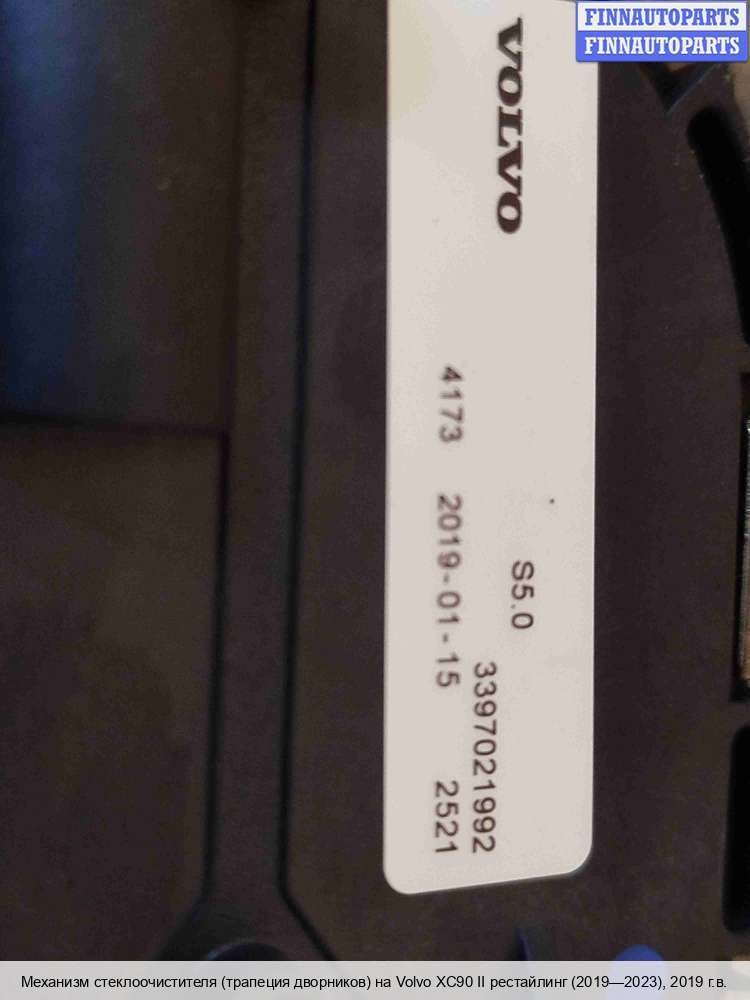 FINNAUTOPARTS
FINNAUTOPARTS
VOLVO
S5.0
3397021992
4173 2019-01-15 2521
Механизм стеклоочистителя (трапеция дворников) на Volvo XC90 II рестайлинг (2019—2023), 2019 г.в.